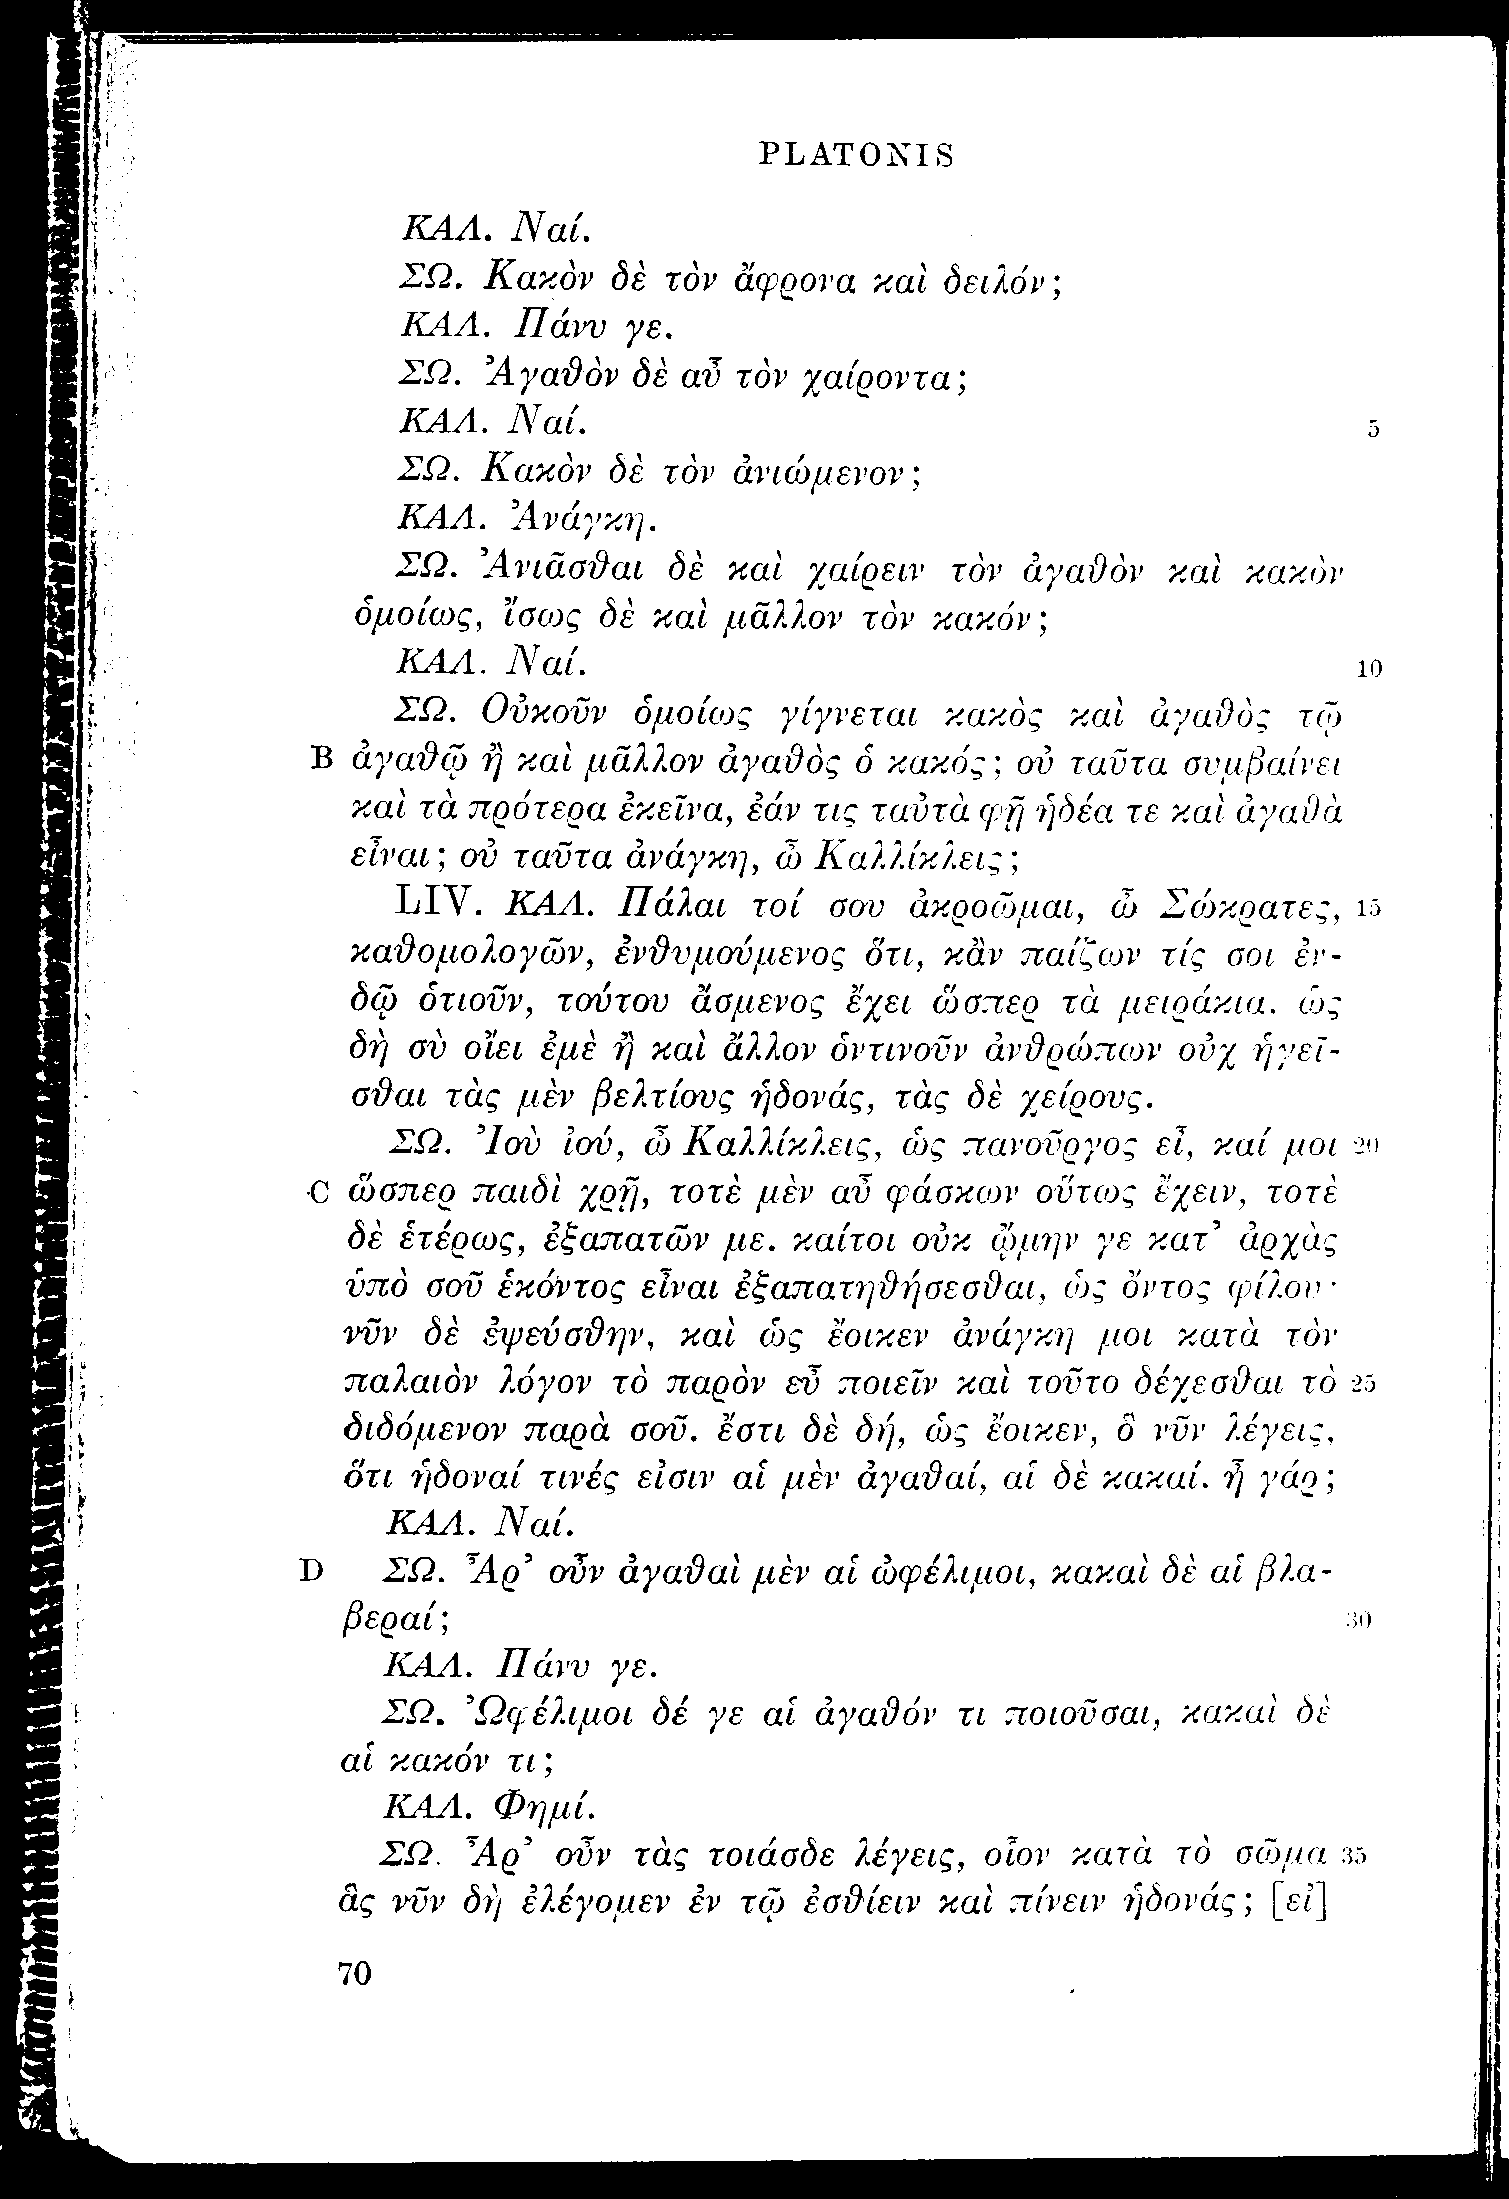 PLATONIS
ΚΑΛ. Ναί.
ΣΩ. Κακὸν δὲ τὸν ἄφρονα καὶ δειλόν;
ΚΑΛ. Πάνυ γε.
ΣΩ. Ἀγαθὸν δὲ αὖ τὸν χαίροντα;
ΚΑΛ. Ναί. 5
ΣΩ. Κακὸν δὲ τὸν ἀνιώμενον;
ΚΑΛ. Ἀνάγκη.
ΣΩ. Ἀνιᾶσθαι δὲ καὶ χαίρειν τὸν ἀγαθὸν καὶ κακὸν
ὁμοίως, ἴσως δὲ καὶ μᾶλλον τὸν κακόν;
ΚΑΛ. Ναί. 10
ΣΩ. Οὐκοῦν ὁμοίως γίγνεται κακὸς καὶ ἀγαθὸς τῷ
B ἀγαθῷ ἢ καὶ μᾶλλον ἀγαθὸς ὁ κακός; οὐ ταῦτα συμβαίνει
καὶ τὰ πρότερα ἐκεῖνα, ἐάν τις ταὐτὰ φῇ ἡδέα τε καὶ ἀγαθὰ
εἶναι; οὐ ταῦτα ἀνάγκη, ὦ Καλλίκλεις;
LIV. ΚΑΛ. Πάλαι τοί σου ἀκροῶμαι, ὦ Σώκρατες, 15
καθομολογῶν, ἐνθυμούμενος ὅτι, κἂν παίζων τίς σοι ἐν-
δῷ ὁτιοῦν, τούτου ἄσμενος ἔχει ὥσπερ τὰ μειράκια. ὡς
δὴ σὺ οἴει ἐμὲ ἢ καὶ ἄλλον ὁντινοῦν ἀνθρώπων οὐχ ἡγεῖ-
σθαι τὰς μὲν βελτίους ἡδονάς, τὰς δὲ χείρους.
ΣΩ. Ἰοὺ ἰού, ὦ Καλλίκλεις, ὡς πανοῦργος εἶ, καί μοι 20
C ὥσπερ παιδὶ χρῇ, τοτὲ μὲν αὖ φάσκων οὕτως ἔχειν, τοτὲ
δὲ ἑτέρως, ἐξαπατῶν με. καίτοι οὐκ ᾤμην γε κατ’ ἀρχὰς
ὑπὸ σοῦ ἑκόντος εἶναι ἐξαπατηθήσεσθαι, ὡς ὄντος φίλου·
νῦν δὲ ἐψεύσθην, καὶ ὡς ἔοικεν ἀνάγκη μοι κατὰ τὸν
παλαιὸν λόγον τὸ παρὸν εὖ ποιεῖν καὶ τοῦτο δέχεσθαι τὸ 25
διδόμενον παρὰ σοῦ. ἔστι δὲ δή, ὡς ἔοικεν, ὃ νῦν λέγεις,
ὅτι ἡδοναί τινές εἰσιν αἱ μὲν ἀγαθαί, αἱ δὲ κακαί. ἦ γάρ;
ΚΑΛ. Ναί.
D ΣΩ. Ἆρ’ οὖν ἀγαθαὶ μὲν αἱ ὠφέλιμοι, κακαὶ δὲ αἱ βλα-
βεραί; 30
ΚΑΛ. Πάνυ γε.
ΣΩ. Ὠφέλιμοι δέ γε αἱ ἀγαθόν τι ποιοῦσαι, κακαὶ δὲ
αἱ κακόν τι;
ΚΑΛ. Φημί.
ΣΩ. Ἆρ’ οὖν τὰς τοιάσδε λέγεις, οἷον κατὰ τὸ σῶμα 35
ἃς νῦν δὴ ἐλέγομεν ἐν τῷ ἐσθίειν καὶ πίνειν ἡδονάς; [εἰ]
70